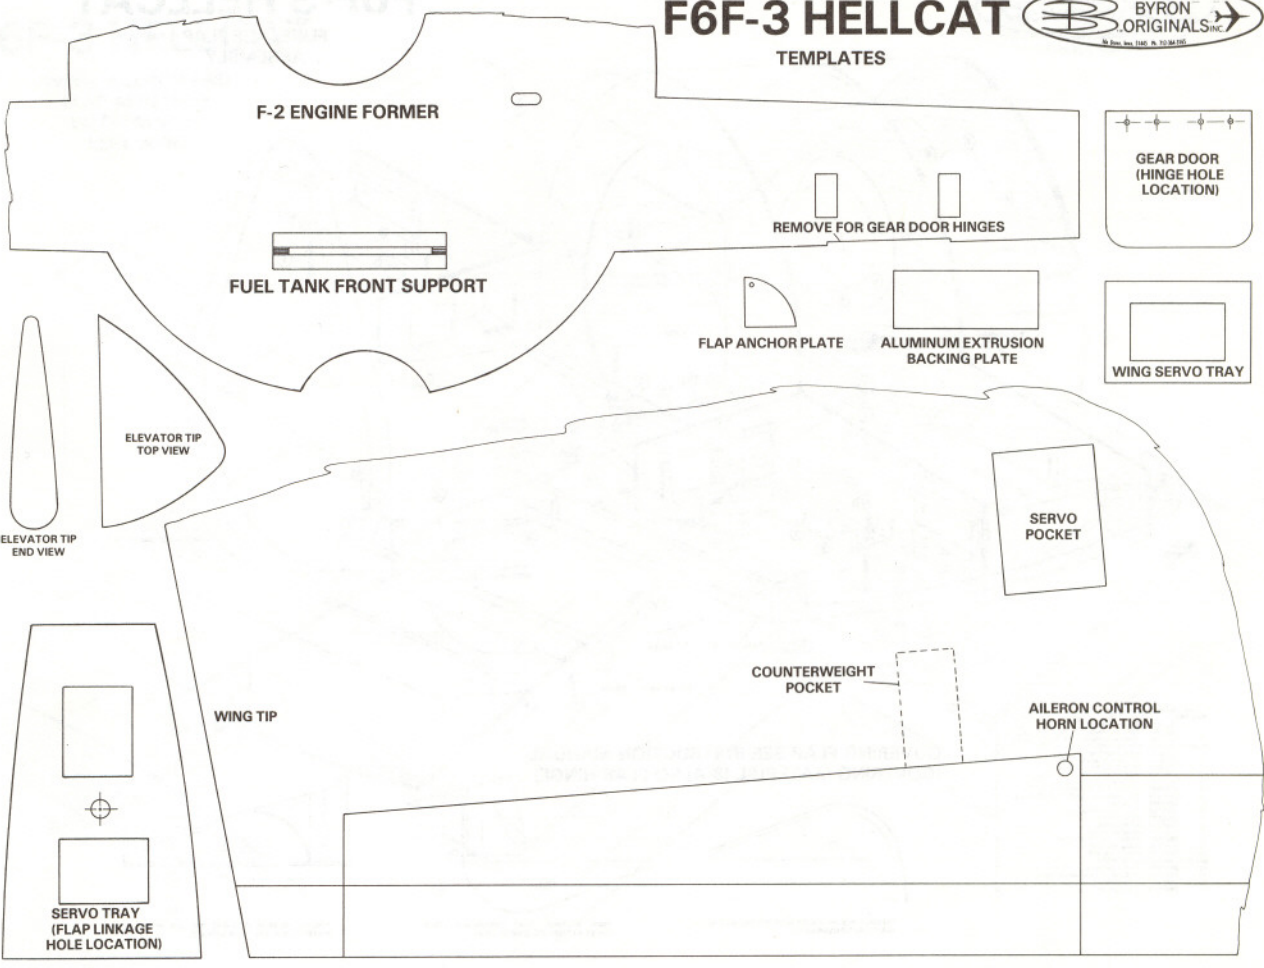 F6F-3 HELLCAT
TEMPLATES
BYRON
ORIGINALS INC.
F-2 ENGINE FORMER
GEAR DOOR
(HINGE HOLE
LOCATION)
REMOVE FOR GEAR DOOR HINGES
FUEL TANK FRONT SUPPORT
FLAP ANCHOR PLATE
ALUMINUM EXTRUSION
BACKING PLATE
WING SERVO TRAY
ELEVATOR TIP
TOP VIEW
ELEVATOR TIP
END VIEW
SERVO
POCKET
COUNTERWEIGHT
POCKET
AILERON CONTROL
HORN LOCATION
WING TIP
SERVO TRAY
(FLAP LINKAGE
HOLE LOCATION)